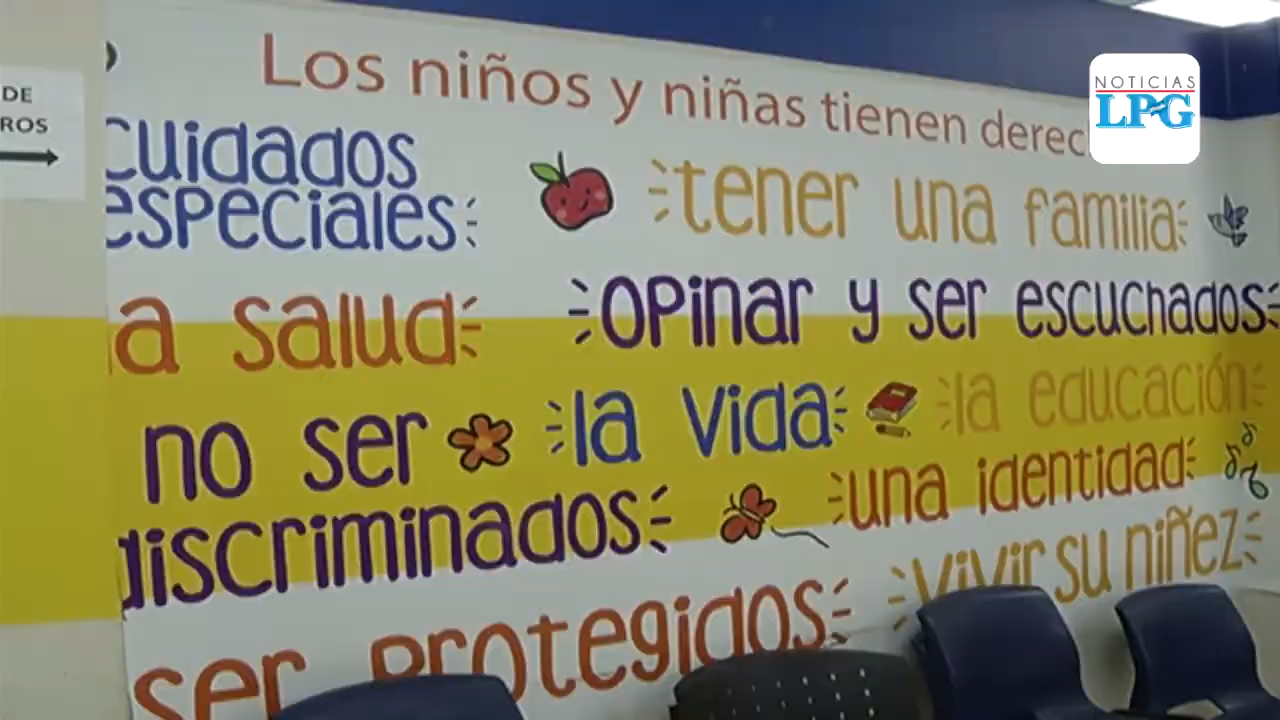 Los niños y niñas tienen
DE
ROS
NOTICIAS
LPG
cuidados
especiales
tener una familia
a salud
opinar y ser escuchados
no ser
discriminados
la vida
la educación
una identidad
ser protegidos
vivir su niñez